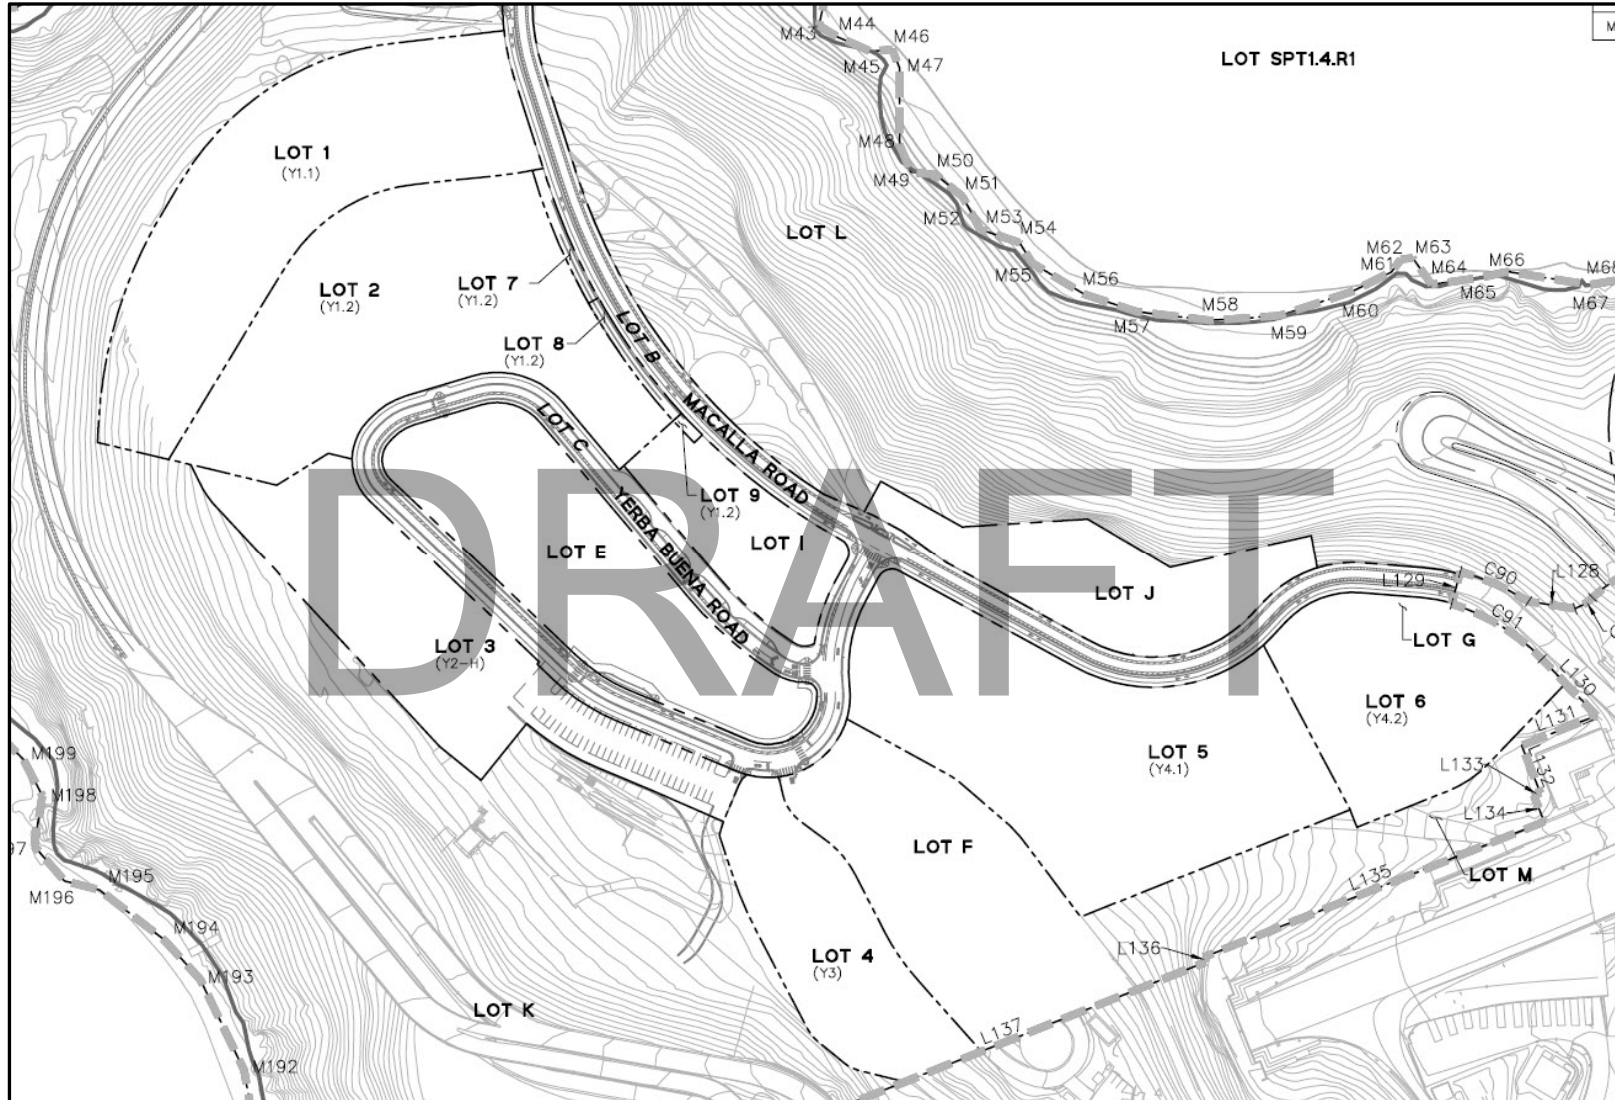 M
M43
M44
M46
M45
M47
LOT SPT1.4.R1
M48
LOT 1
(Y1.1)
M49
M50
M51
M52
M53
M54
LOT L
M55
M56
M57
M58
M59
M60
M61
M62
M63
M64
M65
M66
M67
M68
LOT 2
(Y1.2)
LOT 7
(Y1.2)
LOT 8
(Y1.2)
LOT B
MACALLA ROAD
LOT C
YERBA BUENA ROAD
LOT 9
(Y1.2)
DRAFT
LOT E
LOT I
LOT J
L129
C90
L128
C91
LOT G
LOT 3
(Y2-H)
LOT 6
(Y4.2)
L130
L131
L133
132
L134
LOT 5
(Y4.1)
M199
M198
97
M196
M195
M194
M193
M192
LOT F
LOT M
L135
L136
LOT 4
(Y3)
LOT K
L137